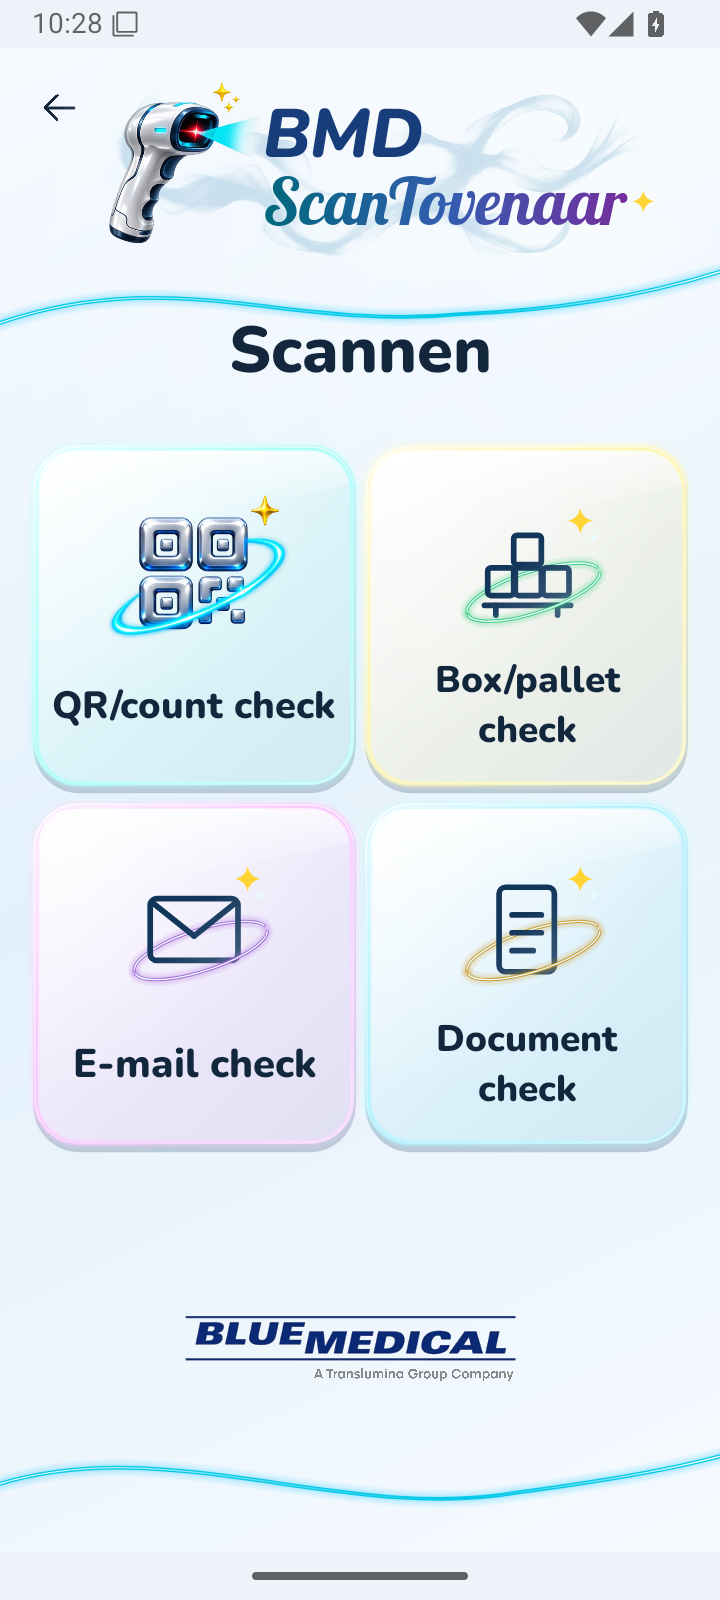 10:28
BMD
ScanTovenaar
Scannen
QR/count check
Box/pallet
check
E-mail check
Document
check
BLUEMEDICAL
A Translumina Group Company